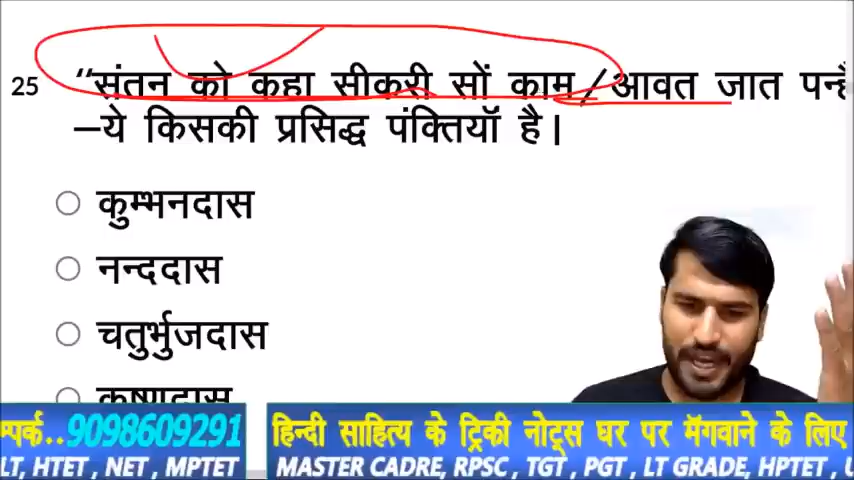 25 “संतन को कहा सीकरी सों काम/आवत जात
–ये किसकी प्रसिद्ध पंक्तियॉ है।
कुम्भनदास
नन्ददास
चतुर्भुजदास
कृष्णदास
म्पर्क..9098609291 हिन्दी साहित्य के ट्रिकी नोट्स घर पर मॅगवाने के लिए
LT, HTET , NET , MPTET MASTER CADRE, RPSC , TGT , PGT , LT GRADE, HPTET ,